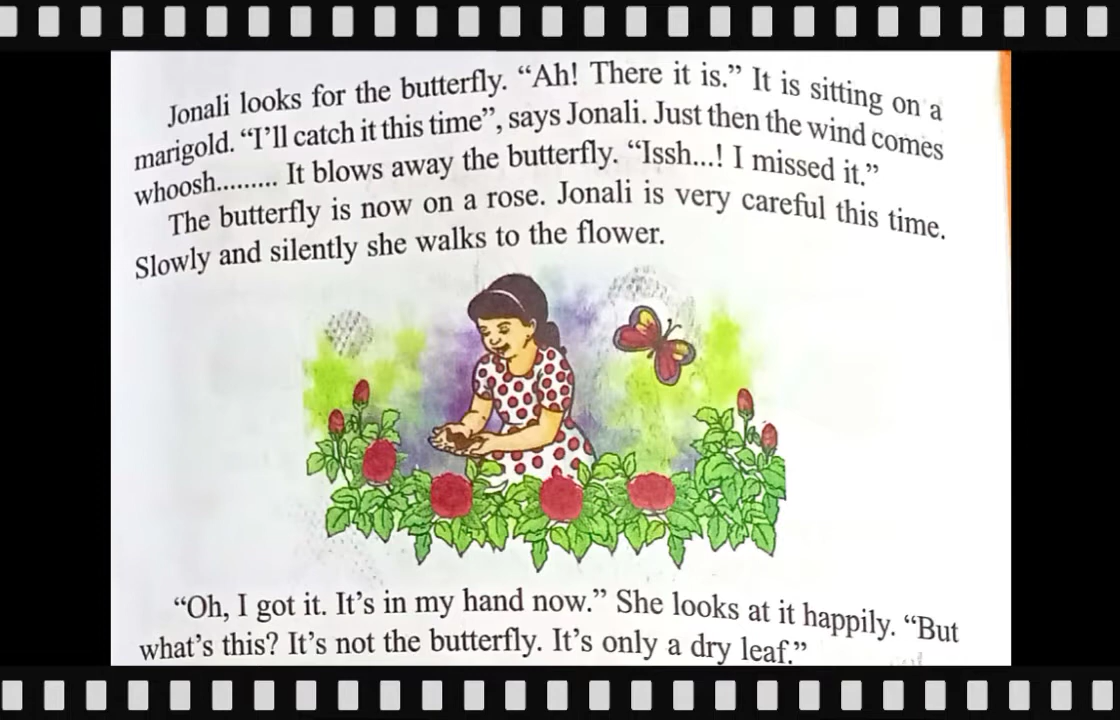 Jonali looks for the butterfly. “Ah! There it is.” It is sitting on a
marigold. “I’ll catch it this time”, says Jonali. Just then the wind comes
whoosh......... It blows away the butterfly. “Issh...! I missed it.”
The butterfly is now on a rose. Jonali is very careful this time.
Slowly and silently she walks to the flower.
“Oh, I got it. It’s in my hand now.” She looks at it happily. “But
what’s this? It’s not the butterfly. It’s only a dry leaf.”